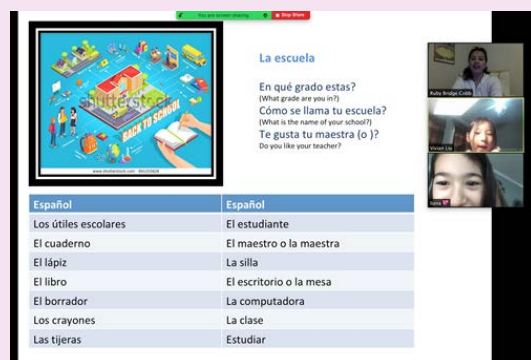 You are screen sharing
Stop Share
shutterstock
BACK TO SCHOOL
La escuela
En qué grado estas?
(What grade are you in?)
Cómo se llama tu escuela?
(What is the name of your school?)
Te gusta tu maestra (o )?
Do you like your teacher?
Español Español
Los útiles escolares El estudiante
El cuaderno El maestro o la maestra
El lápiz La silla
El libro El escritorio o la mesa
El borrador La computadora
Los crayones La clase
Las tijeras Estudiar
Ruby Bridge Cobb
Vivian Lip